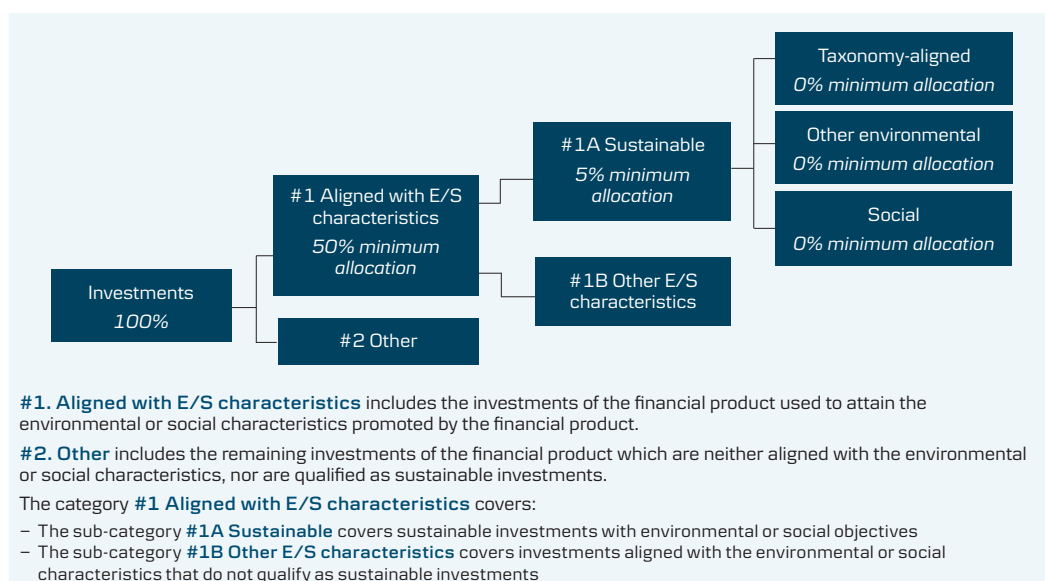 Taxonomy-aligned
0% minimum allocation
Other environmental
0% minimum allocation
Social
0% minimum allocation
#1A Sustainable
5% minimum
allocation
#1 Aligned with E/S
characteristics
50% minimum
allocation
#1B Other E/S
characteristics
Investments
100%
#2 Other
#1. Aligned with E/S characteristics includes the investments of the financial product used to attain the
environmental or social characteristics promoted by the financial product.
#2. Other includes the remaining investments of the financial product which are neither aligned with the environmental
or social characteristics, nor are qualified as sustainable investments.
The category #1 Aligned with E/S characteristics covers:
– The sub-category #1A Sustainable covers sustainable investments with environmental or social objectives
– The sub-category #1B Other E/S characteristics covers investments aligned with the environmental or social
characteristics that do not qualify as sustainable investments